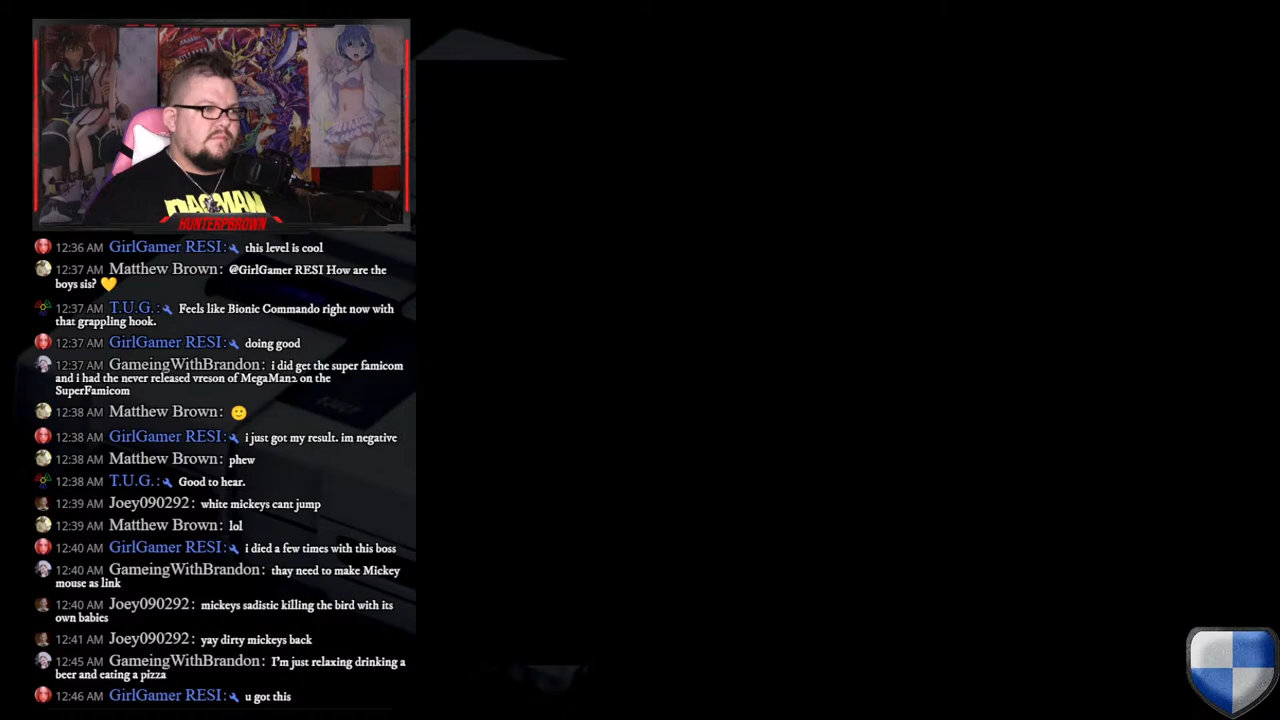 PACMAN
HUNTERPBROWN
12:36 AM GirlGamer RESI: this level is cool
12:37 AM Matthew Brown: @GirlGamer RESI How are the
boys sis? 💛
12:37 AM T.U.G.: Feels like Bionic Commando right now with
that grappling hook.
12:37 AM GirlGamer RESI: doing good
12:37 AM GameingWithBrandon: i did get the super famicom
and i had the never released vreson of MegaMan2 on the
SuperFamicom
12:38 AM Matthew Brown: 🙂
12:38 AM GirlGamer RESI: i just got my result. im negative
12:38 AM Matthew Brown: phew
12:38 AM T.U.G.: Good to hear.
12:39 AM Joey090292: white mickeys cant jump
12:39 AM Matthew Brown: lol
12:40 AM GirlGamer RESI: i died a few times with this boss
12:40 AM GameingWithBrandon: thay need to make Mickey
mouse as link
12:40 AM Joey090292: mickeys sadistic killing the bird with its
own babies
12:41 AM Joey090292: yay dirty mickeys back
12:45 AM GameingWithBrandon: I'm just relaxing drinking a
beer and eating a pizza
12:46 AM GirlGamer RESI: u got this